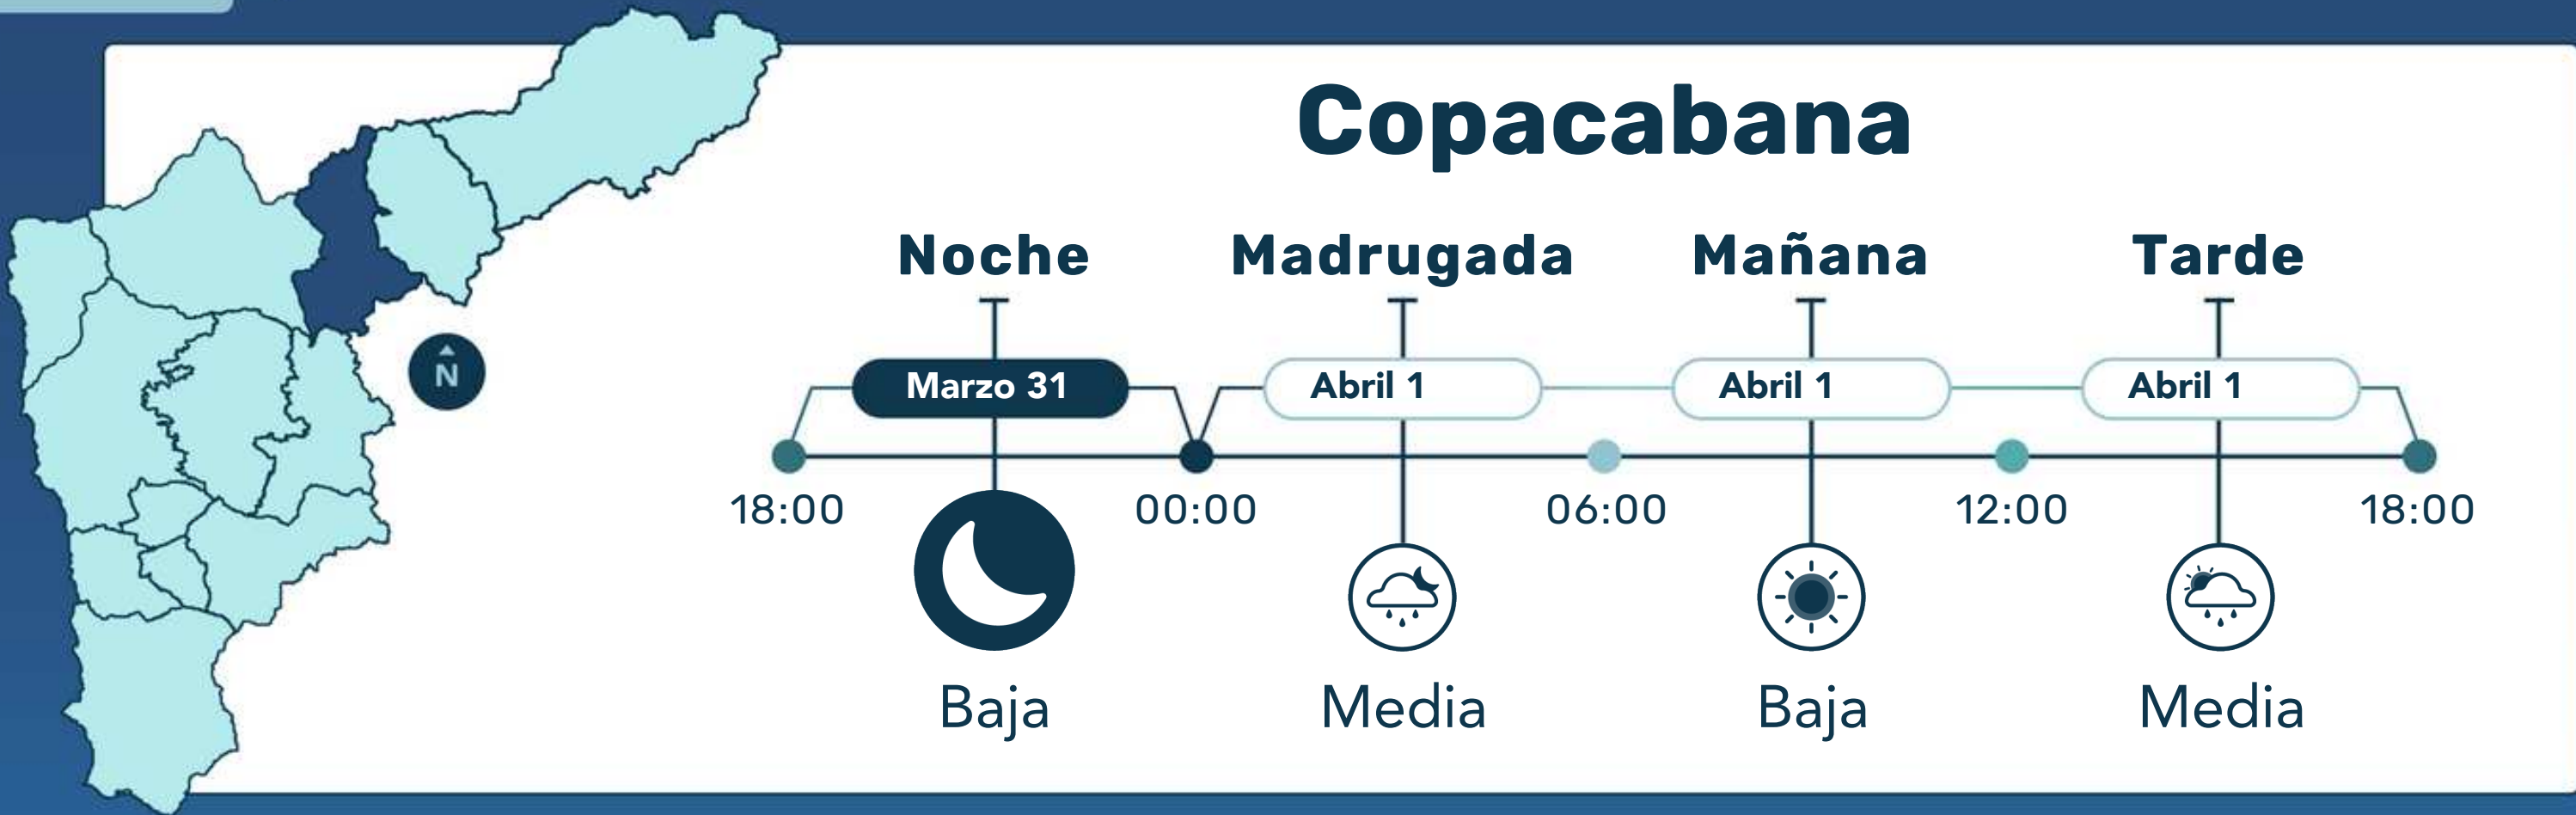 Copacabana
Noche Madrugada Mañana Tarde
Marzo 31 Abril 1 Abril 1 Abril 1
N
18:00 00:00 06:00 12:00 18:00
Baja Media Baja Media